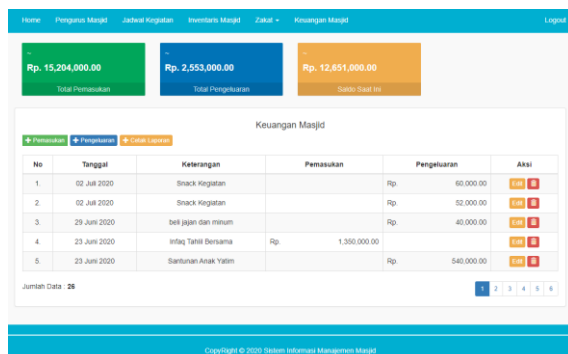 Home Pengurus Masjid Jadwal Kegiatan Inventaris Masjid Zakat Keuangan Masjid Logout
Rp. 15,204,000.00 Rp. 2,553,000.00 Rp. 12,651,000.00
Total Pemasukan Total Pengeluaran Saldo Saat Ini
Keuangan Masjid
+ Pemasukan + Pengeluaran + Cetak Laporan
No Tanggal Keterangan Pemasukan Pengeluaran Aksi
1. 02 Juli 2020 Snack Kegiatan Rp. 60,000.00 Edit
2. 02 Juli 2020 Snack Kegiatan Rp. 52,000.00 Edit
3. 29 Juni 2020 beli jajan dan minum Rp. 40,000.00 Edit
4. 23 Juni 2020 Infaq Tahlil Bersama Rp. 1,350,000.00 Edit
5. 23 Juni 2020 Santunan Anak Yatim Rp. 540,000.00 Edit
Jumlah Data : 26 1 2 3 4 5 6
CopyRight © 2020 Sistem Informasi Manajemen Masjid